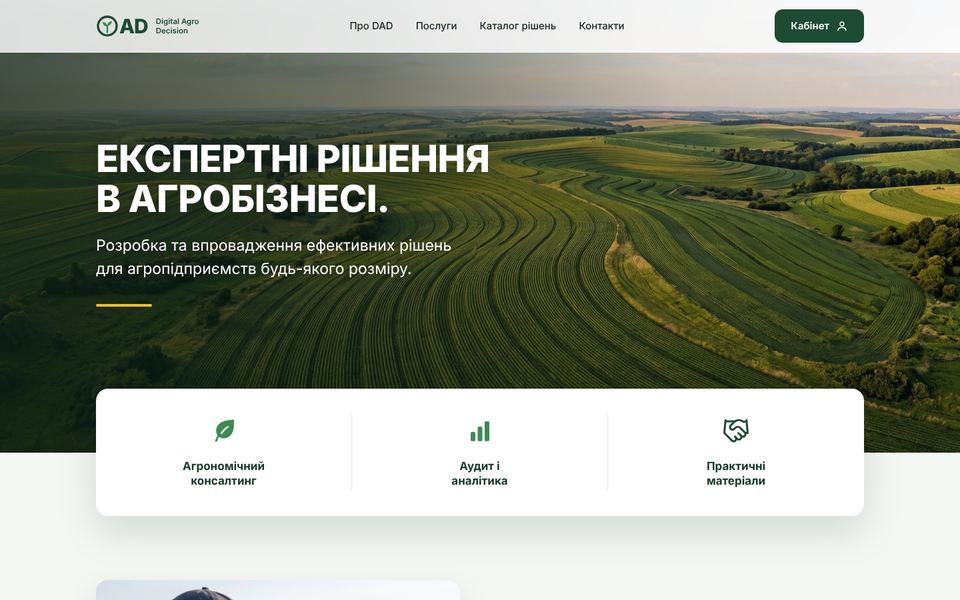 AD
Digital Agro
Decision
Про DAD
Послуги
Каталог рішень
Контакти
Кабінет
ЕКСПЕРТНІ РІШЕННЯ
В АГРОБІЗНЕСІ.
Розробка та впровадження ефективних рішень
для агропідприємств будь-якого розміру.
Агрономічний
консалтинг
Аудит і
аналітика
Практичні
матеріали